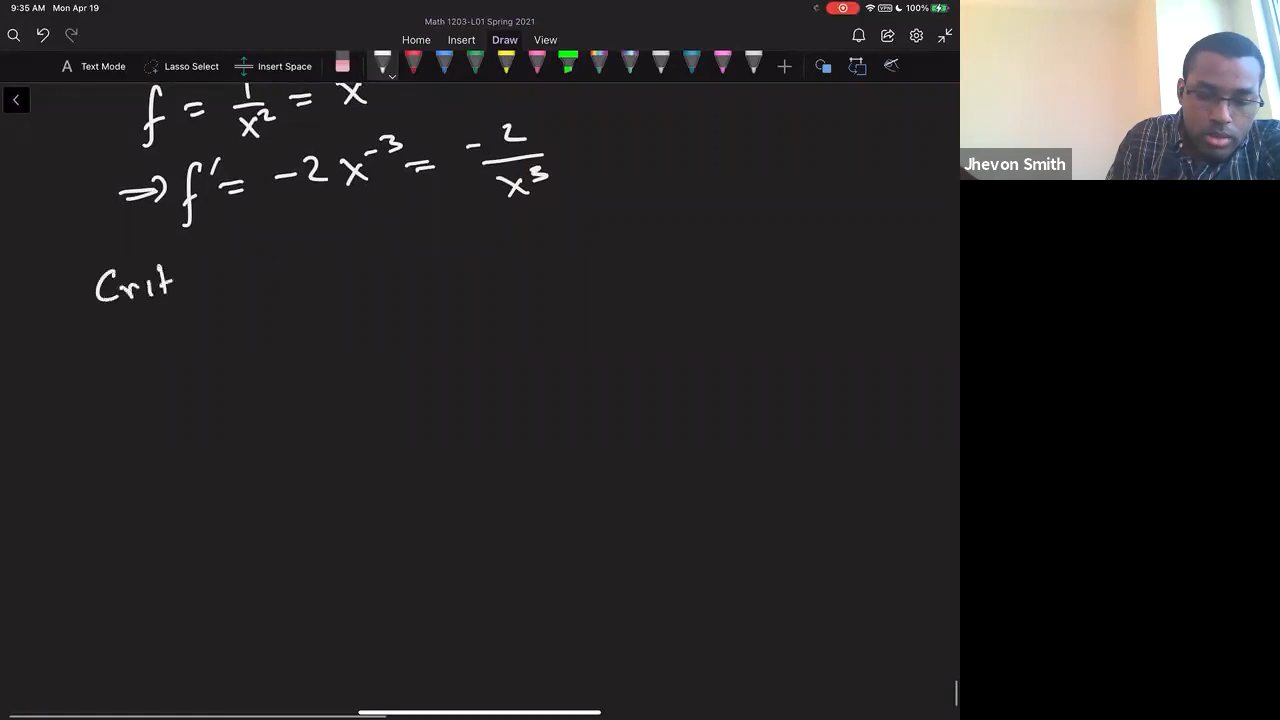 9:35 AM Mon Apr 19
100%
Math 1203-L01 Spring 2021
Home Insert Draw View
A Text Mode Lasso Select Insert Space
VPN
f = 1/x² = x
⇒ f' = -2x⁻³ = -2/x³
Crit
Jhevon Smith